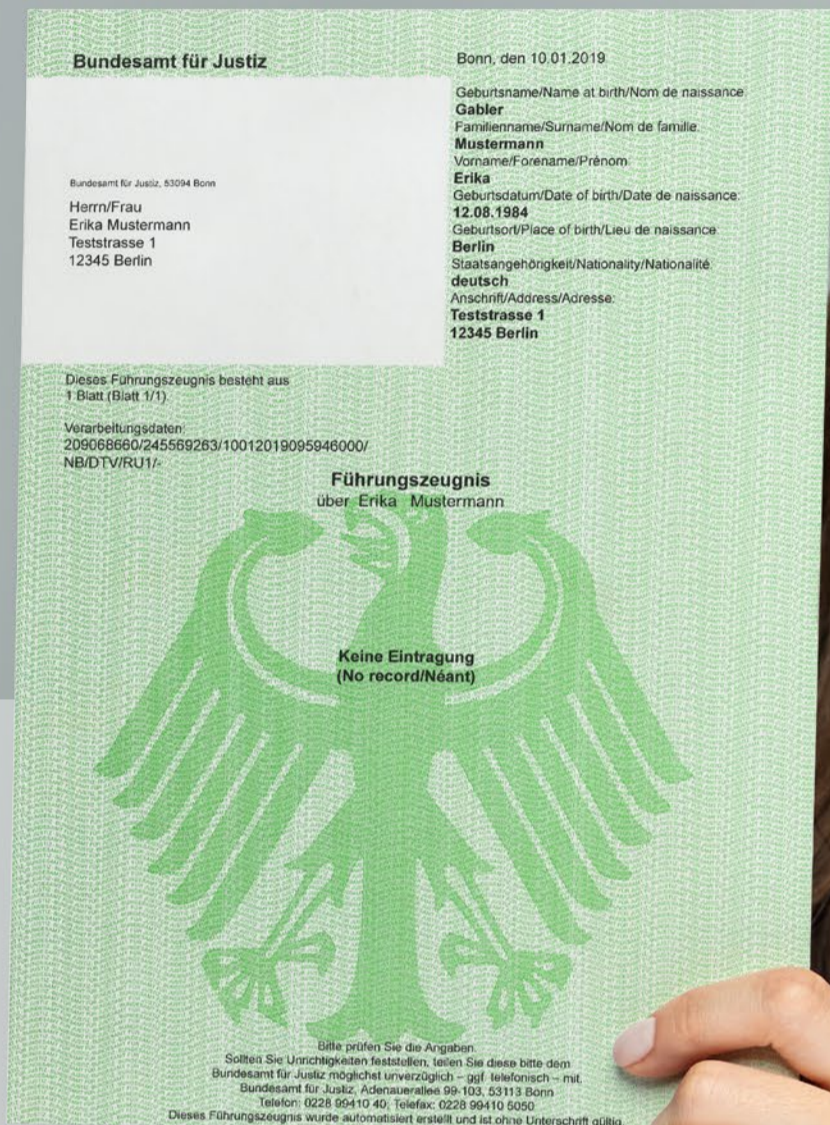 Bundesamt für Justiz
Bundesamt für Justiz, 53094 Bonn
Herrn/Frau
Erika Mustermann
Teststrasse 1
12345 Berlin
Bonn, den 10.01.2019
Geburtsname/Name at birth/Nom de naissance:
Gabler
Familienname/Surname/Nom de famille:
Mustermann
Vorname/Forename/Prénom:
Erika
Geburtsdatum/Date of birth/Date de naissance:
12.08.1984
Geburtsort/Place of birth/Lieu de naissance:
Berlin
Staatsangehörigkeit/Nationality/Nationalité:
deutsch
Anschrift/Address/Adresse:
Teststrasse 1
12345 Berlin
Dieses Führungszeugnis besteht aus
1 Blatt (Blatt 1/1).
Verarbeitungsdaten:
209068660/245569263/10012019095946000/
NB/DTV/RU1/-
Führungszeugnis
über Erika Mustermann
Keine Eintragung
(No record/Néant)
Bitte prüfen Sie die Angaben.
Sollten Sie Unrichtigkeiten feststellen, teilen Sie diese bitte dem
Bundesamt für Justiz möglichst unverzüglich – ggf. telefonisch – mit.
Bundesamt für Justiz, Adenauerallee 99-103, 53113 Bonn
Telefon: 0228 99410 40, Telefax: 0228 99410 5050
Dieses Führungszeugnis wurde automatisiert erstellt und ist ohne Unterschrift gültig.